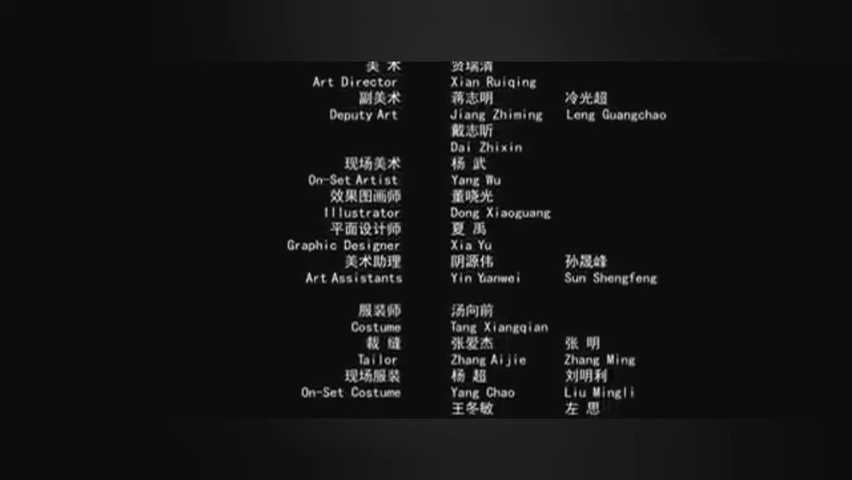 美 术 贤瑞清
Art Director Xian Ruiqing
副美术 蒋志明 冷光超
Deputy Art Jiang Zhiming Leng Guangchao
戴志昕
Dai Zhixin
现场美术 杨 武
On-Set Artist Yang Wu
效果图画师 董晓光
Illustrator Dong Xiaoguang
平面设计师 夏 禹
Graphic Designer Xia Yu
美术助理 阴源伟 孙晟峰
Art Assistants Yin Yuanwei Sun Shengfeng
服装师 汤向前
Costume Tang Xiangqian
裁 缝 张爱杰 张 明
Tailor Zhang Aijie Zhang Ming
现场服装 杨 超 刘明利
On-Set Costume Yang Chao Liu Mingli
王冬敏 左 思